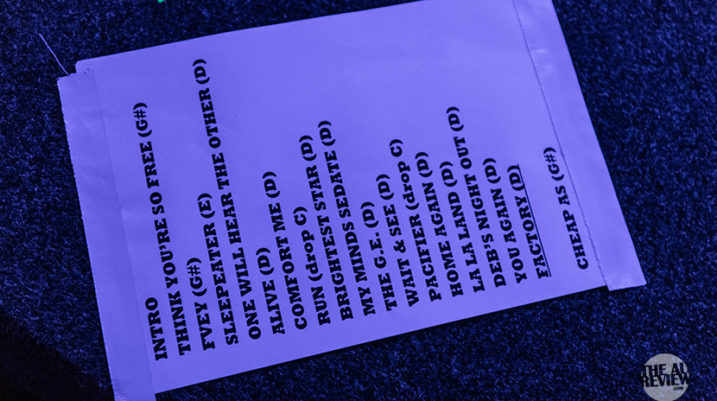 INTRO
THINK YOU'RE SO FREE (G#)
FVEY (G#)
SLEEPEATER (E)
ONE WILL HEAR THE OTHER (D)
ALIVE (D)
COMFORT ME (D)
RUN (drop C)
BRIGHTEST STAR (D)
MY MINDS SEDATE (D)
THE G.E. (D)
WAIT & SEE (D)
PACIFIER (drop C)
HOME AGAIN (D)
LA LA LAND (D)
DEB'S NIGHT OUT (D)
YOU AGAIN (D)
FACTORY (D)
CHEAP AS (G#)
THE AU
REVIEW
.COM